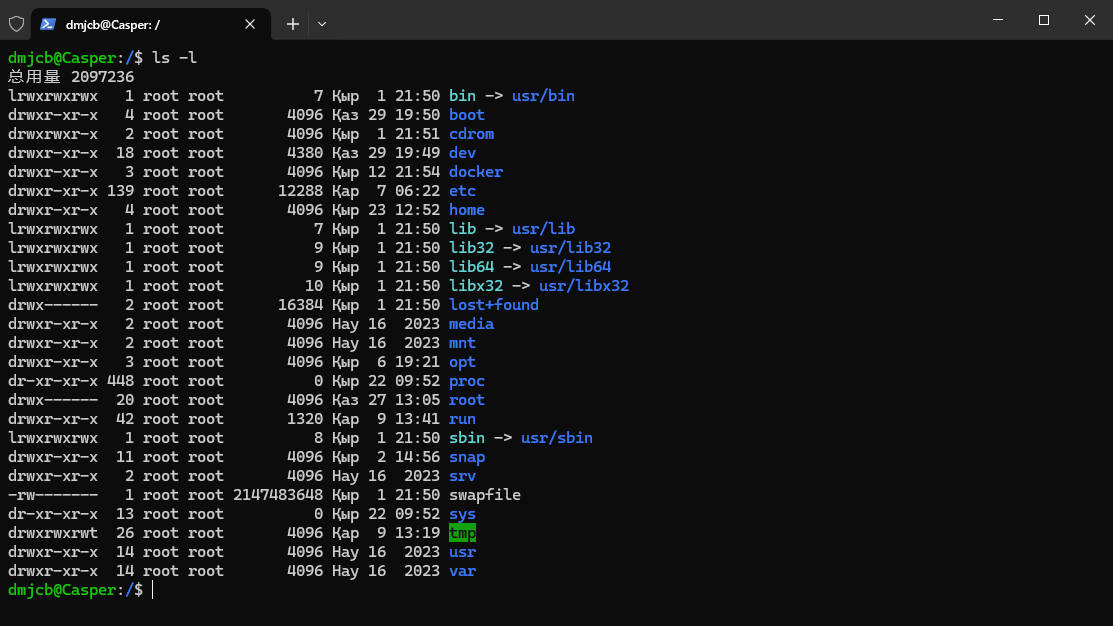 dmjcb@Casper: /
dmjcb@Casper:/$ ls -l
总用量 2097236
lrwxrwxrwx   1 root root          7 Қыр  1 21:50 bin -> usr/bin
drwxr-xr-x   4 root root       4096 Қаз 29 19:50 boot
drwxrwxr-x   2 root root       4096 Қыр  1 21:51 cdrom
drwxr-xr-x  18 root root       4380 Қаз 29 19:49 dev
drwxr-xr-x   3 root root       4096 Қыр 12 21:54 docker
drwxr-xr-x 139 root root      12288 Қар  7 06:22 etc
drwxr-xr-x   4 root root       4096 Қыр 23 12:52 home
lrwxrwxrwx   1 root root          7 Қыр  1 21:50 lib -> usr/lib
lrwxrwxrwx   1 root root          9 Қыр  1 21:50 lib32 -> usr/lib32
lrwxrwxrwx   1 root root          9 Қыр  1 21:50 lib64 -> usr/lib64
lrwxrwxrwx   1 root root         10 Қыр  1 21:50 libx32 -> usr/libx32
drwx------   2 root root      16384 Қыр  1 21:50 lost+found
drwxr-xr-x   2 root root       4096 Нау 16  2023 media
drwxr-xr-x   2 root root       4096 Нау 16  2023 mnt
drwxr-xr-x   3 root root       4096 Қыр  6 19:21 opt
dr-xr-xr-x 448 root root          0 Қыр 22 09:52 proc
drwx------  20 root root       4096 Қаз 27 13:05 root
drwxr-xr-x  42 root root       1320 Қар  9 13:41 run
lrwxrwxrwx   1 root root          8 Қыр  1 21:50 sbin -> usr/sbin
drwxr-xr-x  11 root root       4096 Қыр  2 14:56 snap
drwxr-xr-x   2 root root       4096 Нау 16  2023 srv
-rw-------   1 root root 2147483648 Қыр  1 21:50 swapfile
dr-xr-xr-x  13 root root          0 Қыр 22 09:52 sys
drwxrwxrwt  26 root root       4096 Қар  9 13:19 tmp
drwxr-xr-x  14 root root       4096 Нау 16  2023 usr
drwxr-xr-x  14 root root       4096 Нау 16  2023 var
dmjcb@Casper:/$